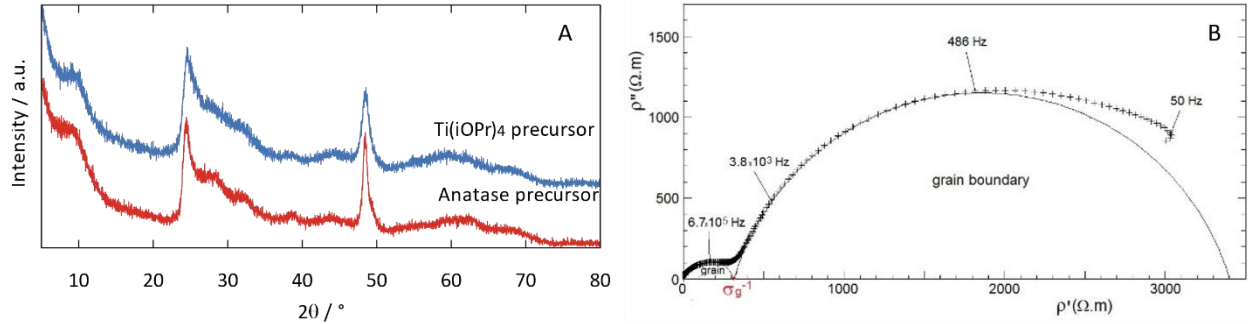 A
Intensity / a.u.
Ti(iOPr)4 precursor
Anatase precursor
10 20 30 40 50 60 70 80
2θ / °
B
1500
1000
500
0
ρ''(Ω.m)
486 Hz
50 Hz
3.8x10³ Hz
grain boundary
6.7.10⁵ Hz
grain
0 1000 2000 3000
σg⁻¹
ρ'(Ω.m)